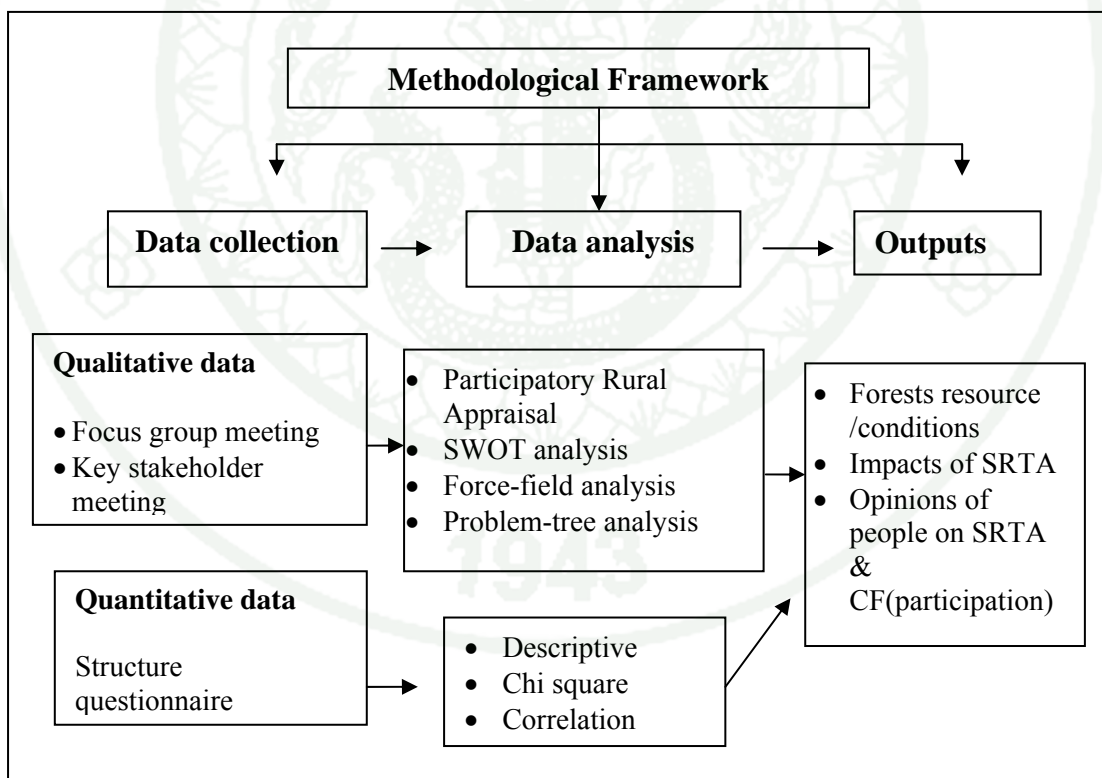 Methodological Framework
Data collection
Data analysis
Outputs
Qualitative data
• Focus group meeting
• Key stakeholder
meeting
• Participatory Rural
Appraisal
• SWOT analysis
• Force-field analysis
• Problem-tree analysis
• Forests resource
/conditions
• Impacts of SRTA
• Opinions of
people on SRTA
&
CF(participation)
Quantitative data
Structure
questionnaire
• Descriptive
• Chi square
• Correlation
1943